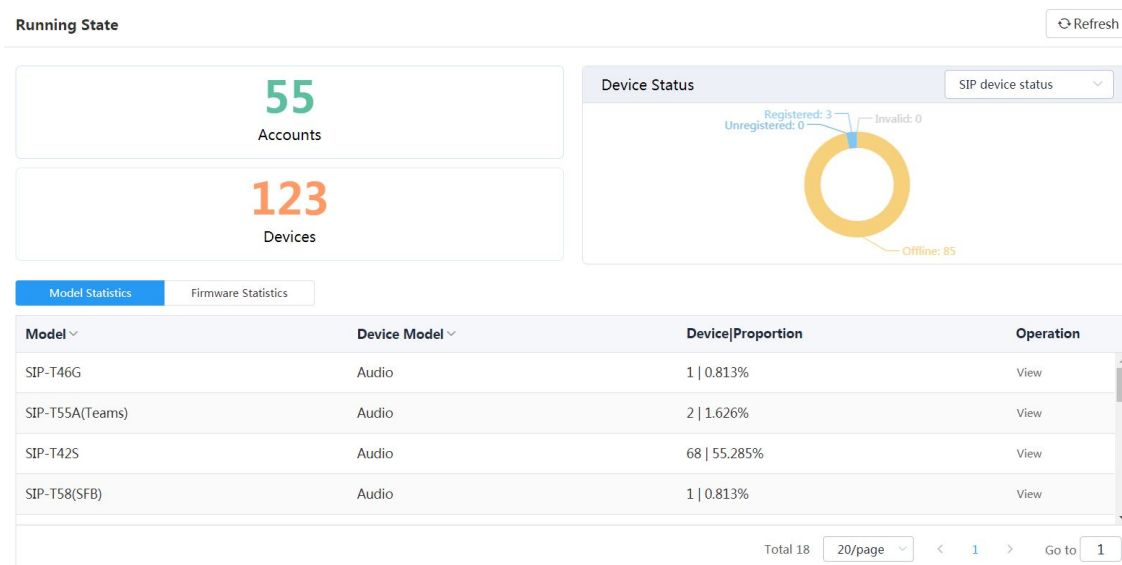 Running State
Refresh
55
Accounts
123
Devices
Device Status
SIP device status
Registered: 3
Unregistered: 0
Invalid: 0
Offline: 85
Model Statistics Firmware Statistics
Model Device Model Device|Proportion Operation
SIP-T46G Audio 1 | 0.813% View
SIP-T55A(Teams) Audio 2 | 1.626% View
SIP-T42S Audio 68 | 55.285% View
SIP-T58(SFB) Audio 1 | 0.813% View
Total 18 20/page < 1 > Go to 1